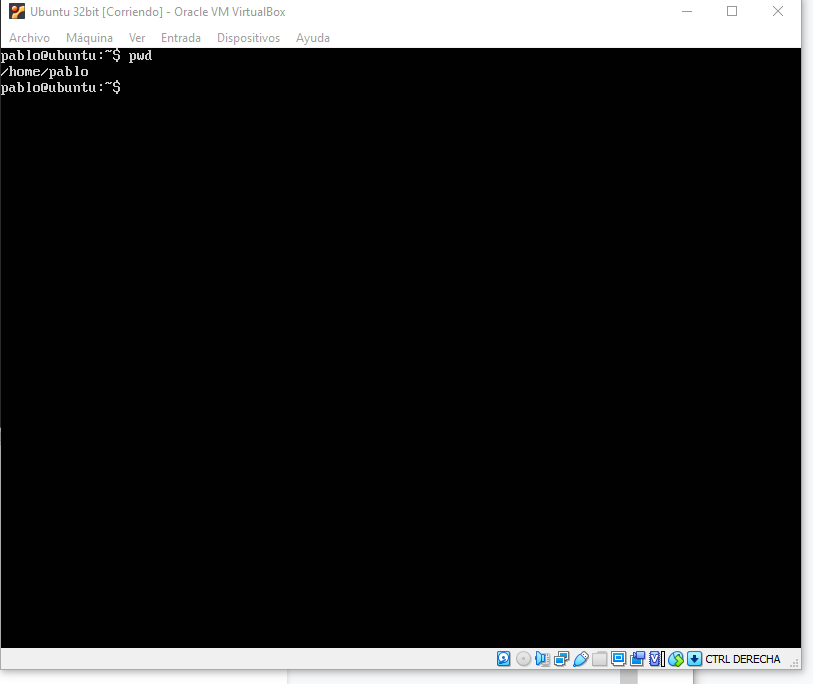 Ubuntu 32bit [Corriendo] - Oracle VM VirtualBox
Archivo Máquina Ver Entrada Dispositivos Ayuda
pablo@ubuntu:~$ pwd
/home/pablo
pablo@ubuntu:~$
CTRL DERECHA